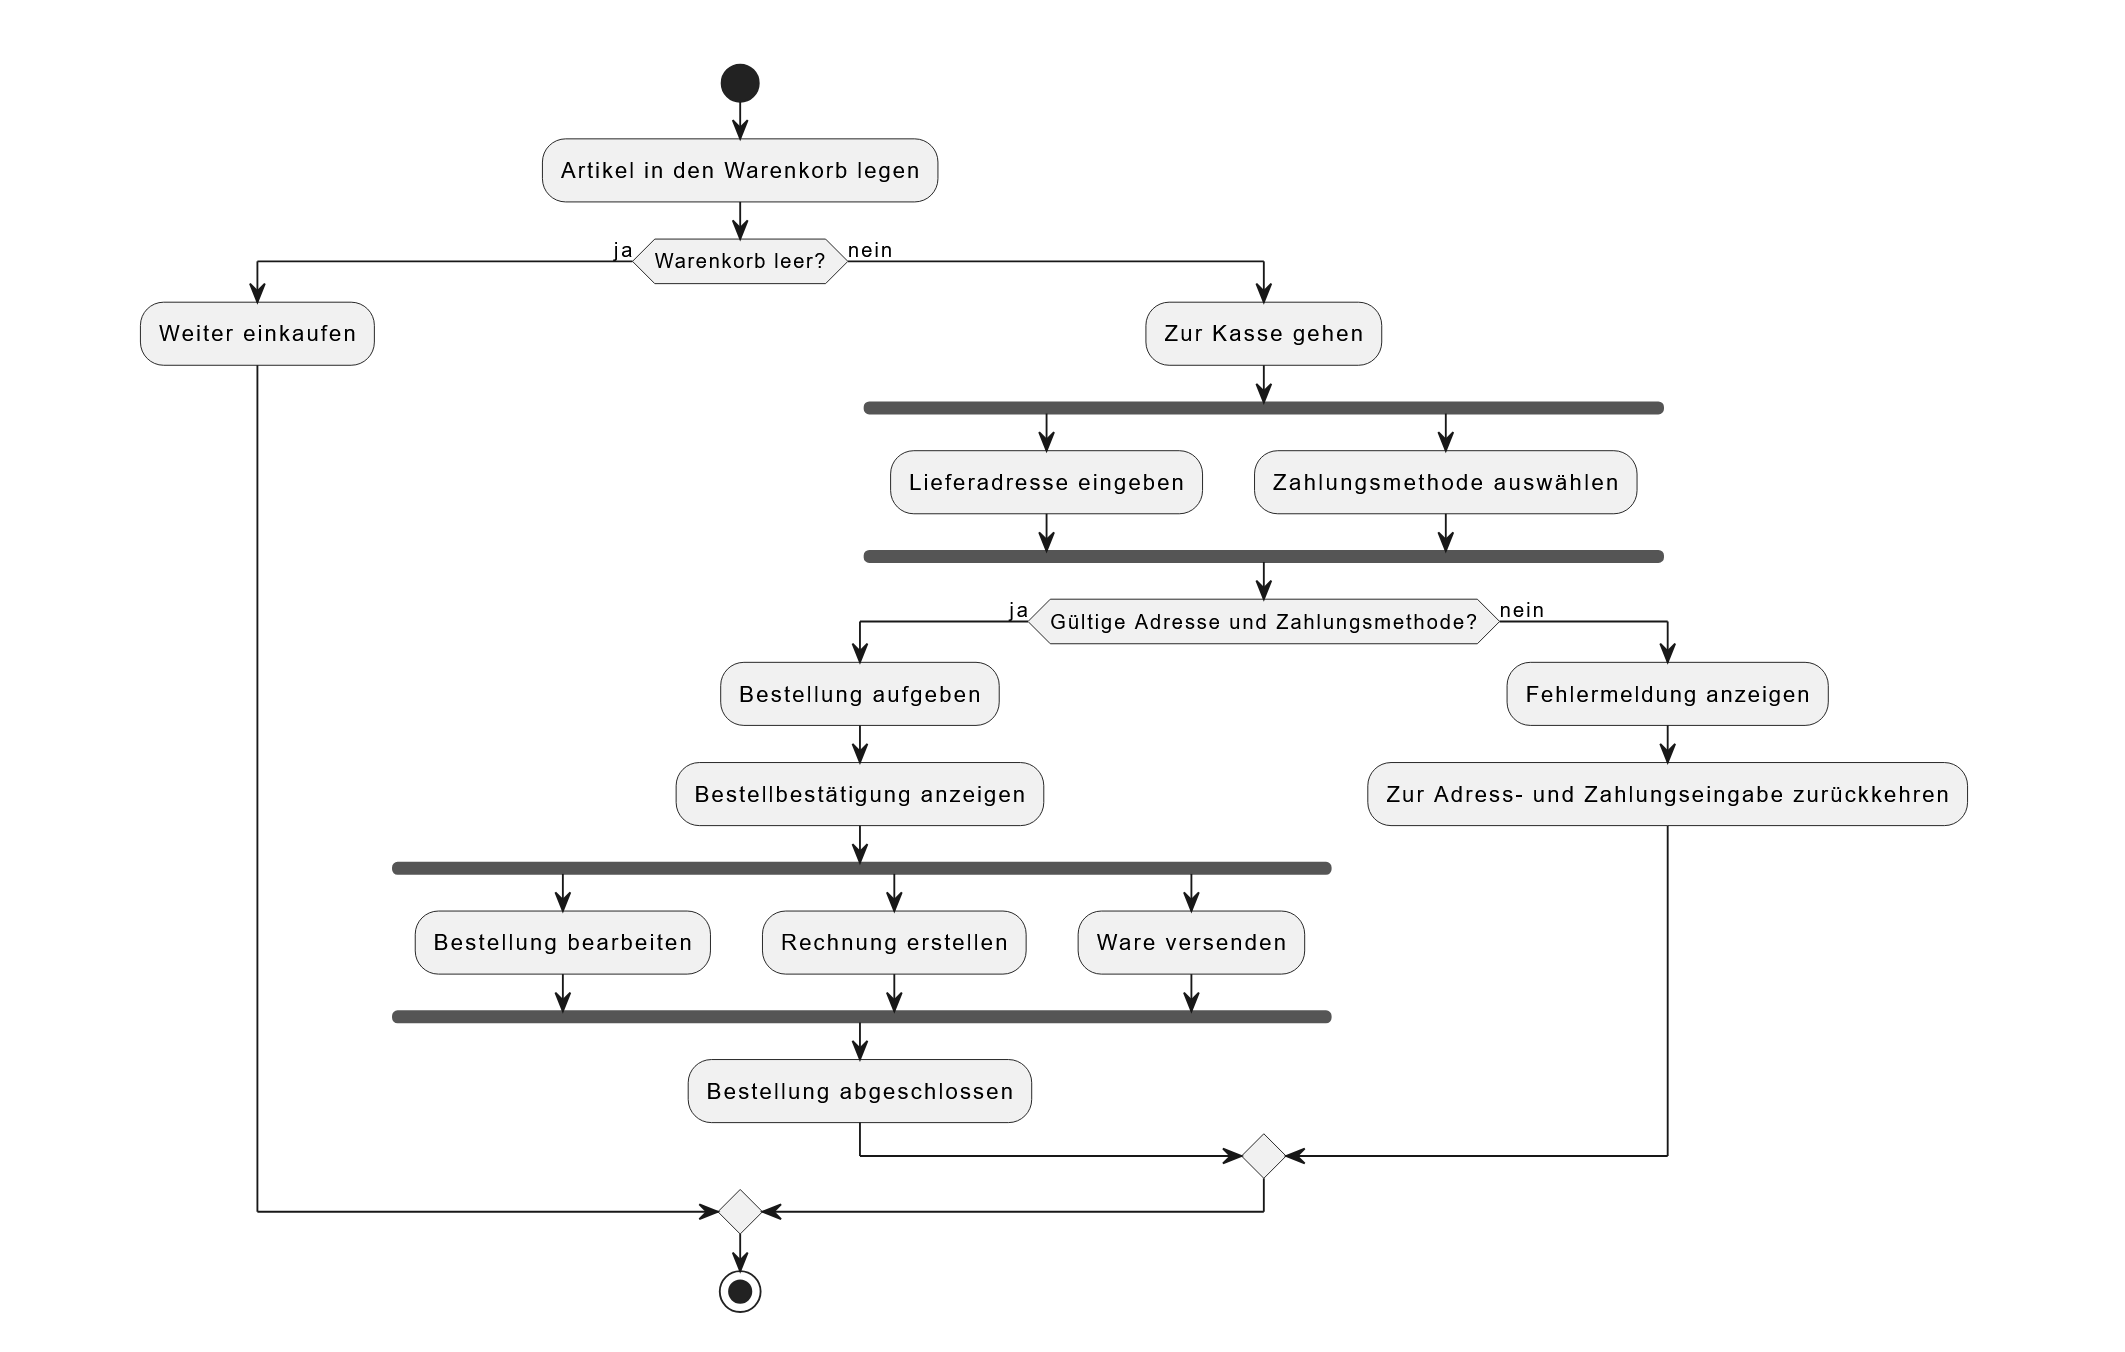 Artikel in den Warenkorb legen
ja
Warenkorb leer?
nein
Weiter einkaufen
Zur Kasse gehen
Lieferadresse eingeben
Zahlungsmethode auswählen
ja
Gültige Adresse und Zahlungsmethode?
nein
Bestellung aufgeben
Fehlermeldung anzeigen
Bestellbestätigung anzeigen
Zur Adress- und Zahlungseingabe zurückkehren
Bestellung bearbeiten
Rechnung erstellen
Ware versenden
Bestellung abgeschlossen